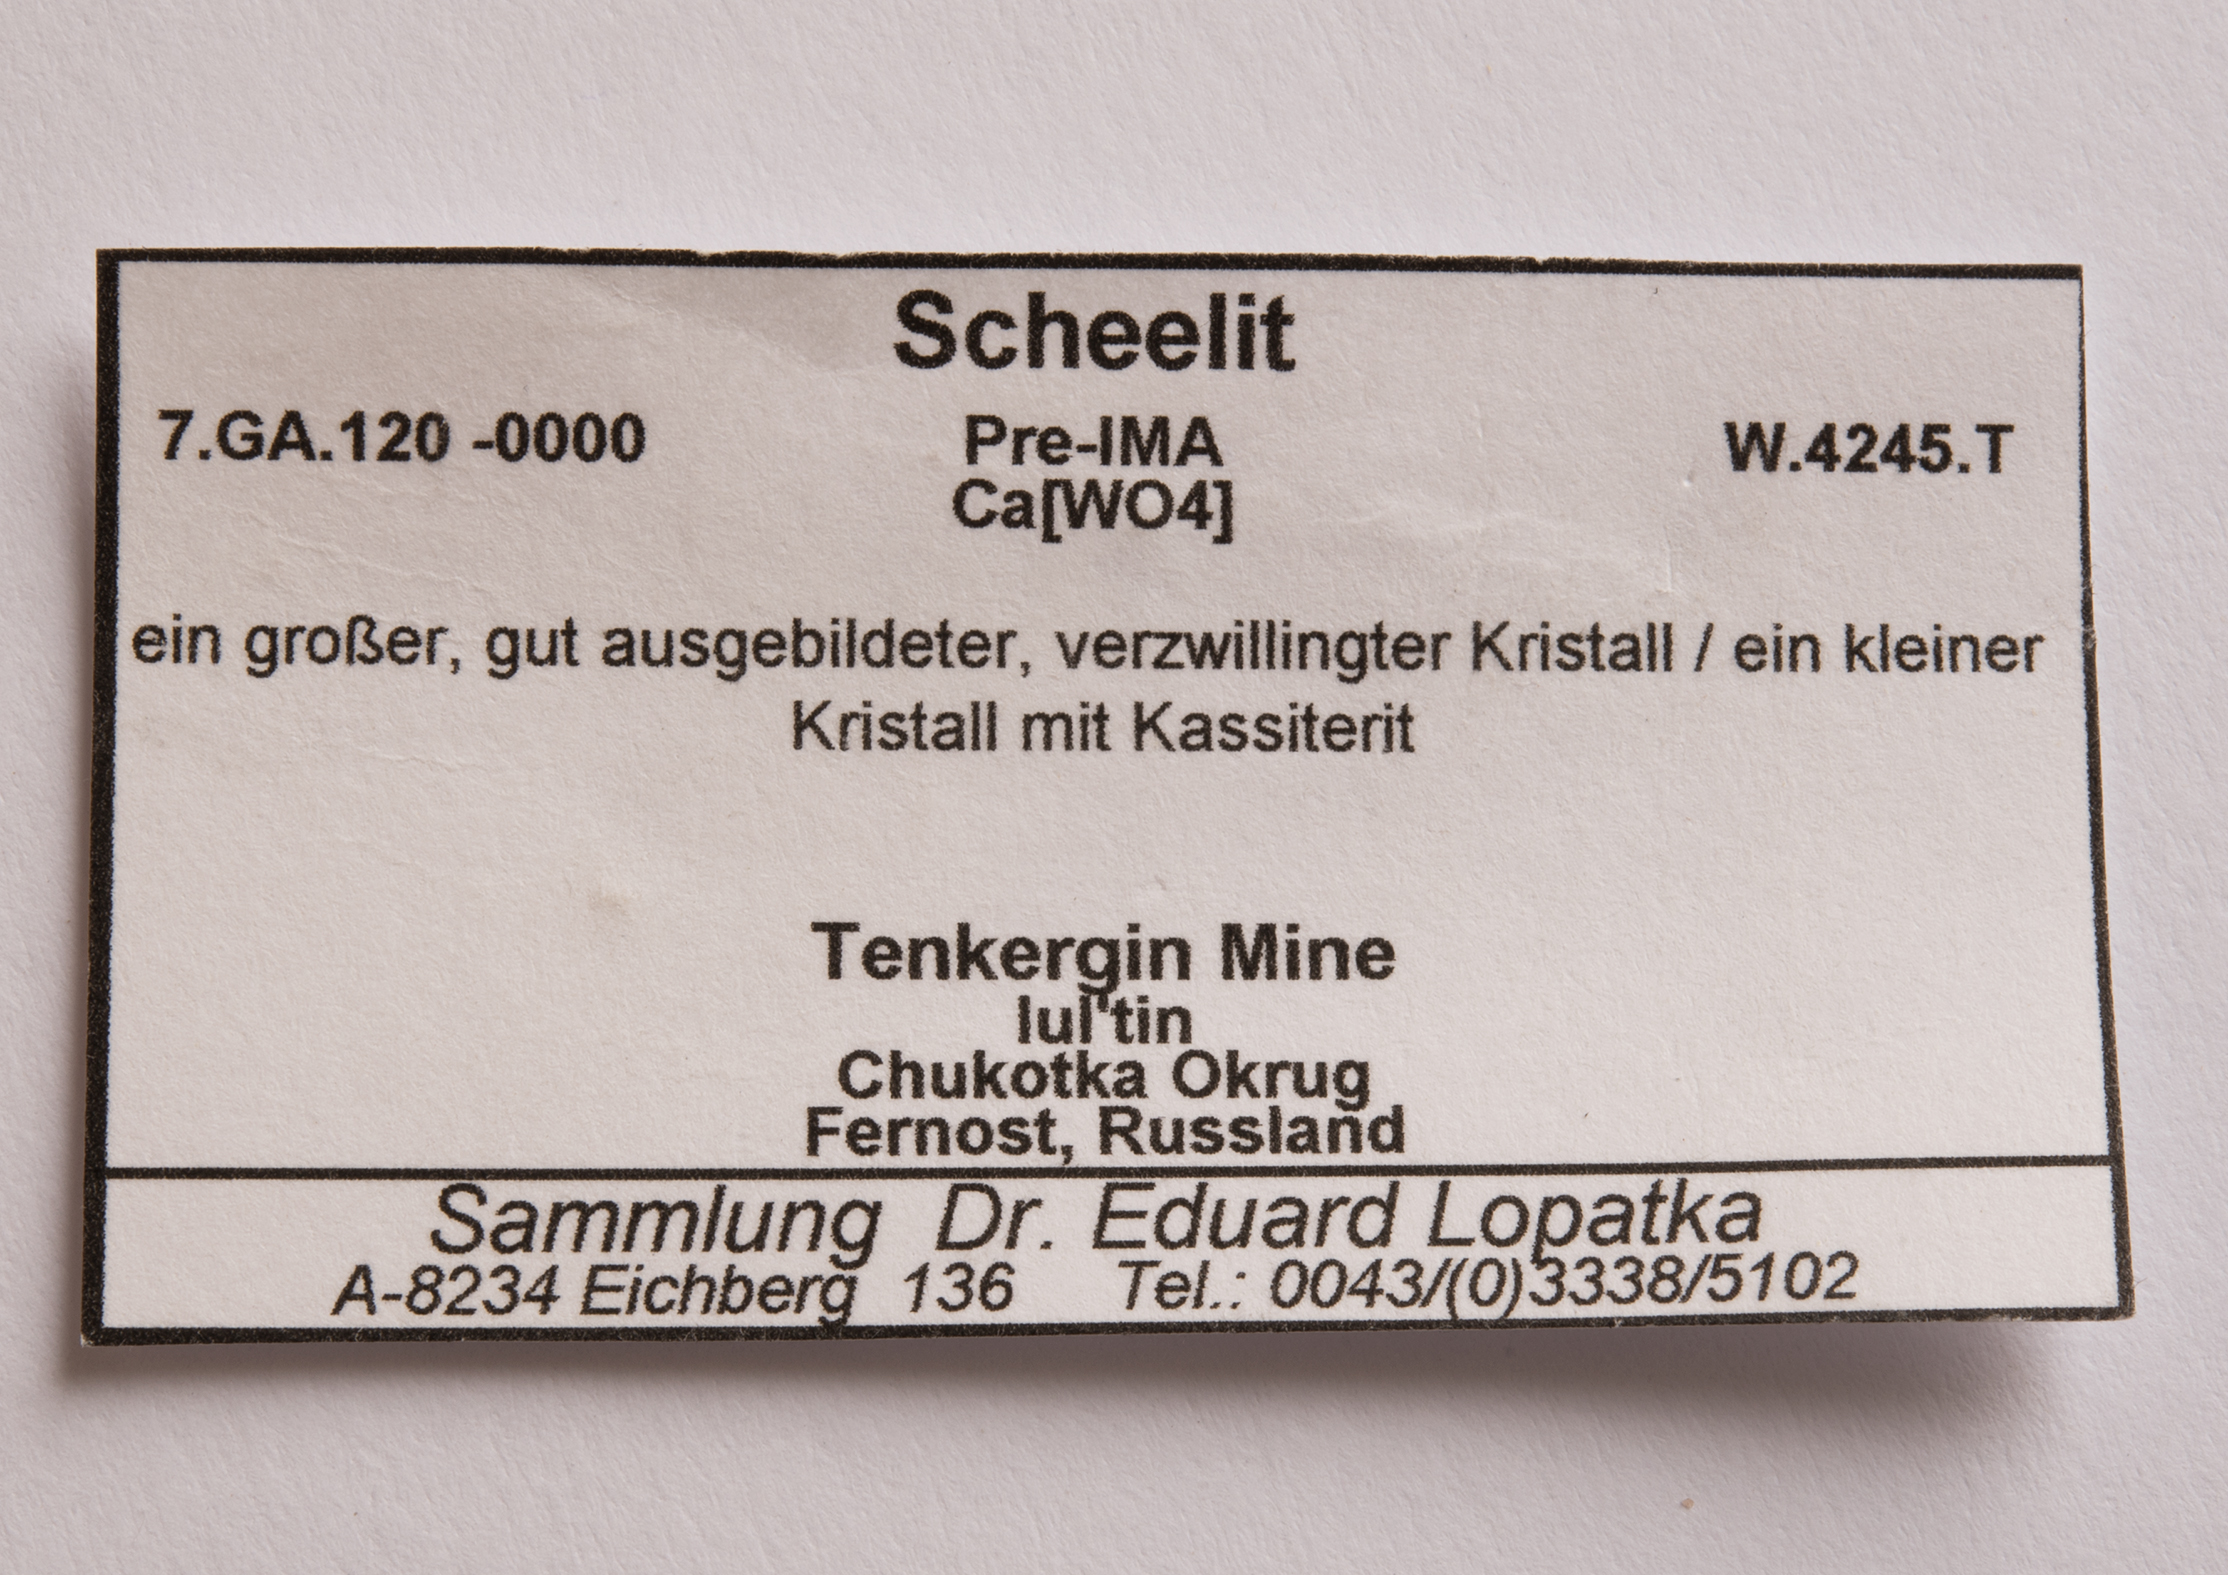 Scheelit
7.GA.120 -0000 Pre-IMA W.4245.T
Ca[WO4]
ein großer, gut ausgebildeter, verzwillingter Kristall / ein kleiner
Kristall mit Kassiterit
Tenkergin Mine
Iul'tin
Chukotka Okrug
Fernost, Russland
Sammlung Dr. Eduard Lopatka
A-8234 Eichberg 136 Tel.: 0043/(0)3338/5102